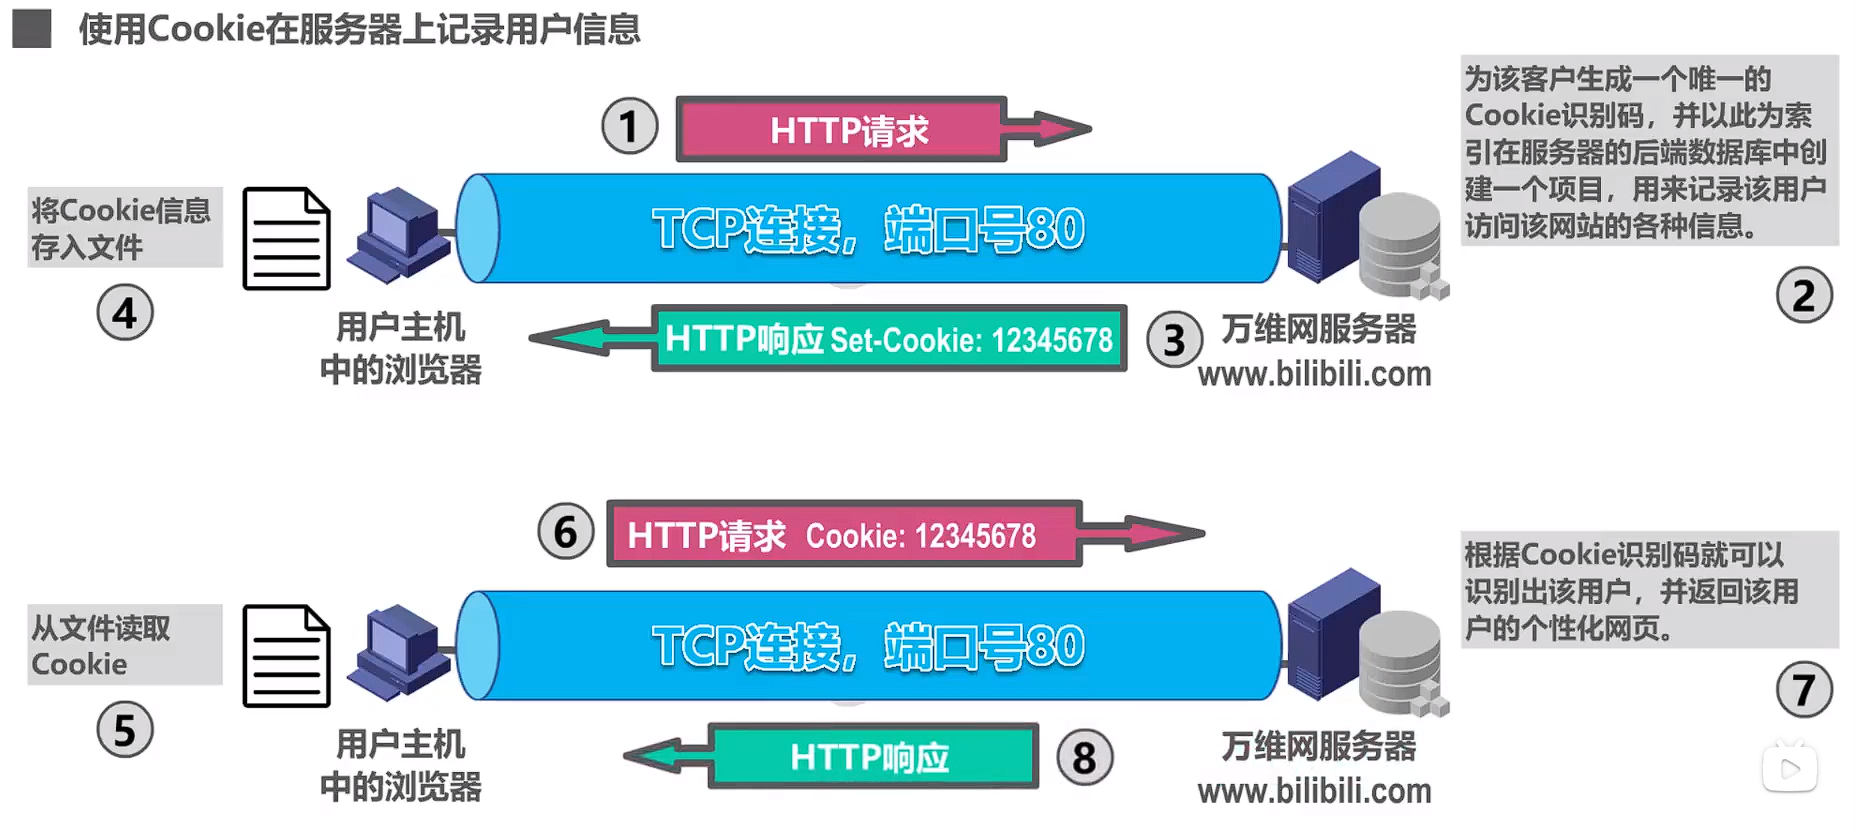 使用Cookie在服务器上记录用户信息
1
HTTP请求
为该客户生成一个唯一的
Cookie识别码，并以此为索
引在服务器的后端数据库中创
建一个项目，用来记录该用户
访问该网站的各种信息。
2
将Cookie信息
存入文件
4
TCP连接，端口号80
用户主机
中的浏览器
HTTP响应 Set-Cookie: 12345678
3
万维网服务器
www.bilibili.com
6
HTTP请求 Cookie: 12345678
根据Cookie识别码就可以
识别出该用户，并返回该用
户的个性化网页。
7
从文件读取
Cookie
5
TCP连接，端口号80
用户主机
中的浏览器
HTTP响应
8
万维网服务器
www.bilibili.com